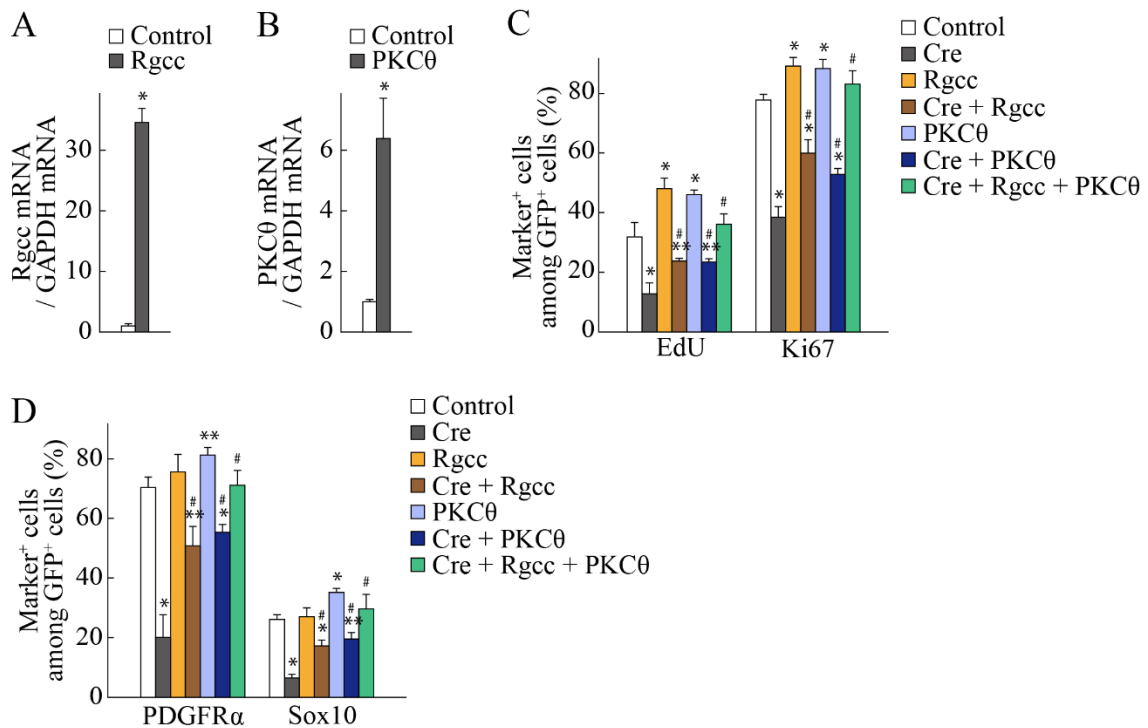 A
Control
Rgcc
Rgcc mRNA
/ GAPDH mRNA
30
20
10
0
*
B
Control
PKCθ
PKCθ mRNA
/ GAPDH mRNA
6
4
2
0
*
C
Control
Cre
Rgcc
Cre + Rgcc
PKCθ
Cre + PKCθ
Cre + Rgcc + PKCθ
Marker⁺ cells
among GFP⁺ cells (%)
80
60
40
20
0
* * # ** * # ** #
* * # * * # * #
EdU Ki67
D
Control
Cre
Rgcc
Cre + Rgcc
PKCθ
Cre + PKCθ
Cre + Rgcc + PKCθ
Marker⁺ cells
among GFP⁺ cells (%)
80
60
40
20
0
* # ** ** # * #
* # * * # ** #
PDGFRα Sox10